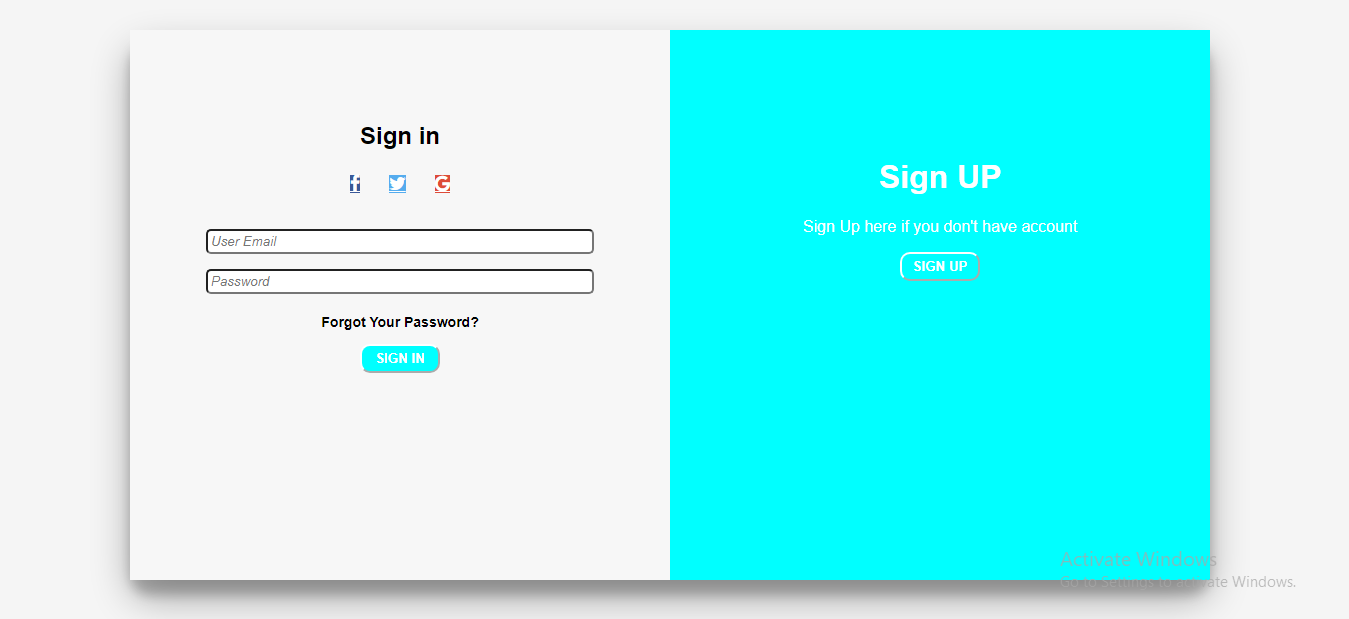 Sign in
User Email
Password
Forgot Your Password?
SIGN IN
Sign UP
Sign Up here if you don't have account
SIGN UP
Activate Windows
Go to Settings to activate Windows.